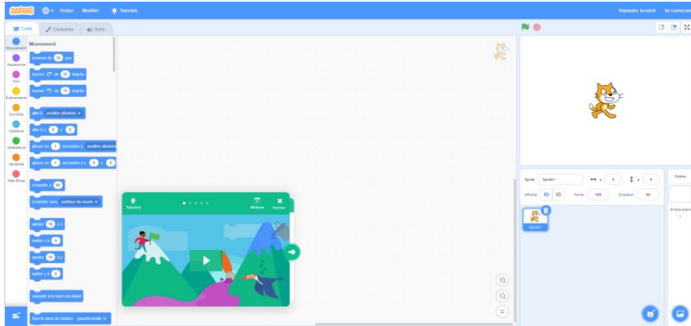 SCRATCH Fichier Modifier Tutoriels Rejoindre Scratch Se connecter
Code Costumes Sons
Mouvement
Mouvement
avancer de 10 pas
Apparence
tourner de 15 degrés
Son
tourner de 15 degrés
Événements
Contrôle
aller à position aléatoire
Capteurs
aller à x: 0 y: 0
Opérateurs
glisser en 1 secondes à position aléatoire
Variables
glisser en 1 secondes à x: 0 y: 0
Mes Blocs
s'orienter à 90
s'orienter vers pointeur de souris
ajouter 10 à x
mettre x à 0
ajouter 10 à y
mettre y à 0
rebondir si le bord est atteint
fixer le sens de rotation gauche-droite
Tutoriels Réduire Fermer
Sprite Sprite1 x 0 y 0
Afficher Taille 100 Direction 90
Sprite1
Scène
Arrière-plans
1